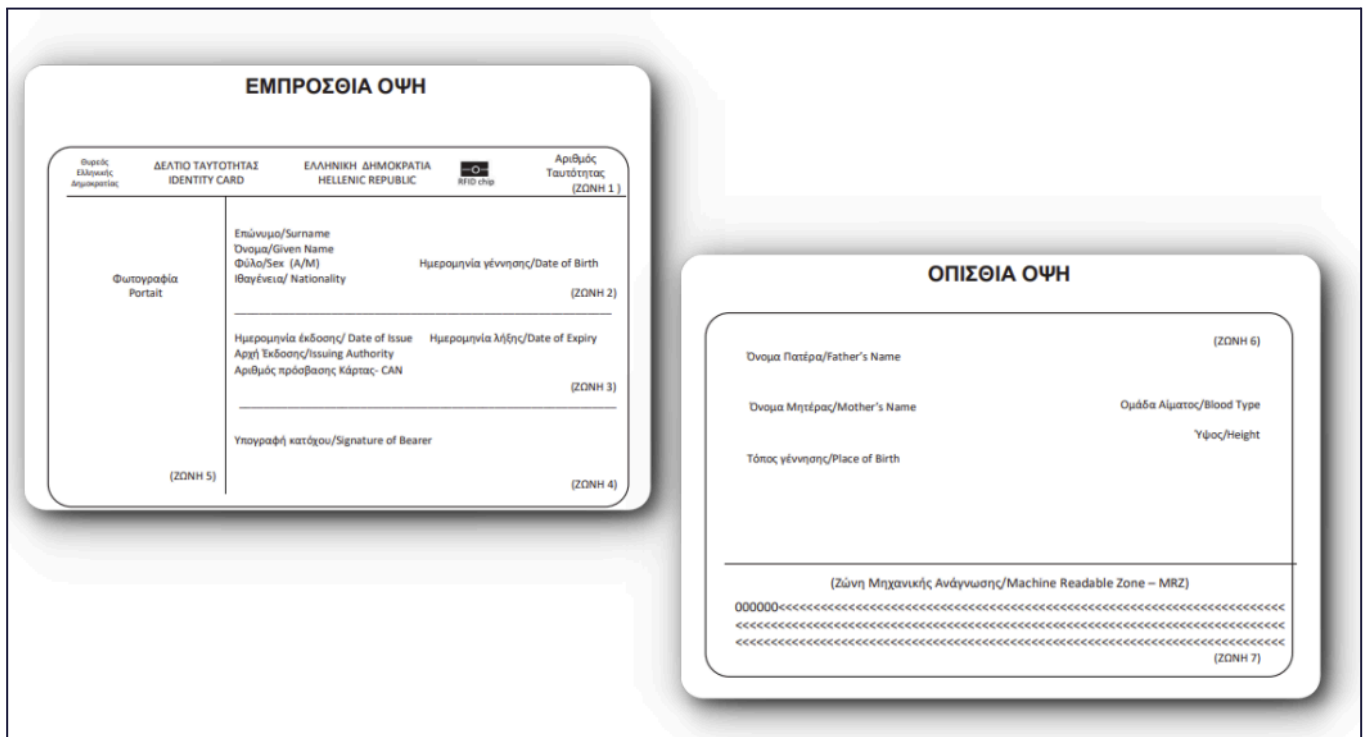 ΕΜΠΡΟΣΘΙΑ ΟΨΗ
Θυρεός
Ελληνικής
Δημοκρατίας
ΔΕΛΤΙΟ ΤΑΥΤΟΤΗΤΑΣ
IDENTITY CARD
ΕΛΛΗΝΙΚΗ ΔΗΜΟΚΡΑΤΙΑ
HELLENIC REPUBLIC
RFID chip
Αριθμός
Ταυτότητας
(ΖΩΝΗ 1 )
Φωτογραφία
Portait
(ΖΩΝΗ 5)
Επώνυμο/Surname
Όνομα/Given Name
Φύλο/Sex (A/M) Ημερομηνία γέννησης/Date of Birth
Ιθαγένεια/ Nationality
(ΖΩΝΗ 2)
Ημερομηνία έκδοσης/ Date of Issue Ημερομηνία λήξης/Date of Expiry
Αρχή Έκδοσης/Issuing Authority
Αριθμός πρόσβασης Κάρτας- CAN
(ΖΩΝΗ 3)
Υπογραφή κατόχου/Signature of Bearer
(ΖΩΝΗ 4)
ΟΠΙΣΘΙΑ ΟΨΗ
(ΖΩΝΗ 6)
Όνομα Πατέρα/Father's Name
Όνομα Μητέρας/Mother's Name Ομάδα Αίματος/Blood Type
Ύψος/Height
Τόπος γέννησης/Place of Birth
(Ζώνη Μηχανικής Ανάγνωσης/Machine Readable Zone – MRZ)
000000<<<<<<<<<<<<<<<<<<<<<<<<<<<<<<<<<<<<<<<<<<<<<<<<<<<<<<<<<<<<<<<<<<<<<<<<
<<<<<<<<<<<<<<<<<<<<<<<<<<<<<<<<<<<<<<<<<<<<<<<<<<<<<<<<<<<<<<<<<<<<<<<<<<<<<<
<<<<<<<<<<<<<<<<<<<<<<<<<<<<<<<<<<<<<<<<<<<<<<<<<<<<<<<<<<<<<<<<<<<<<<<<<<<<<<
(ΖΩΝΗ 7)